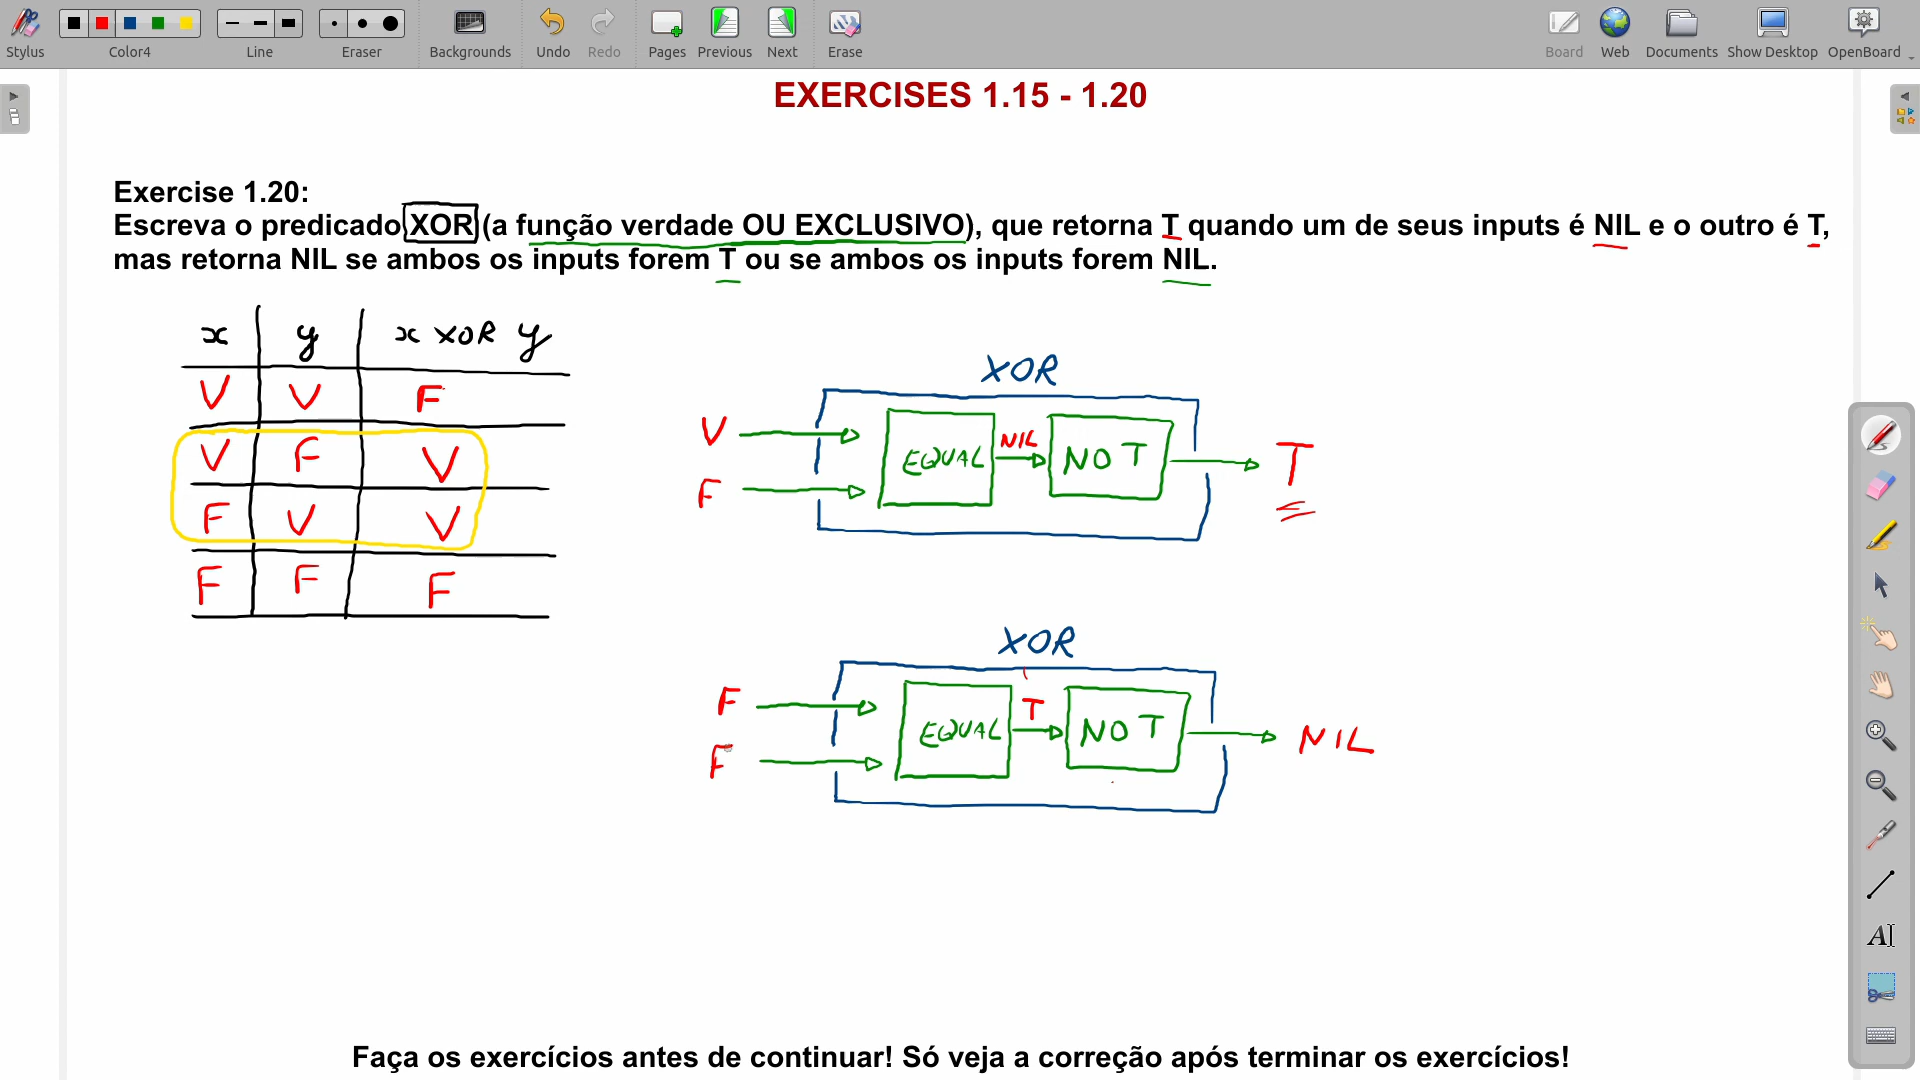 Stylus Color4 Line Eraser Backgrounds Undo Redo Pages Previous Next Erase Board Web Documents Show Desktop OpenBoard
EXERCISES 1.15 - 1.20
Exercise 1.20:
Escreva o predicado XOR (a função verdade OU EXCLUSIVO), que retorna T quando um de seus inputs é NIL e o outro é T,
mas retorna NIL se ambos os inputs forem T ou se ambos os inputs forem NIL.
x y x XOR y
V V F
V F V
F V V
F F F
XOR
V
F
EQUAL NIL NOT T
XOR
F
F
EQUAL T NOT NIL
Faça os exercícios antes de continuar! Só veja a correção após terminar os exercícios!